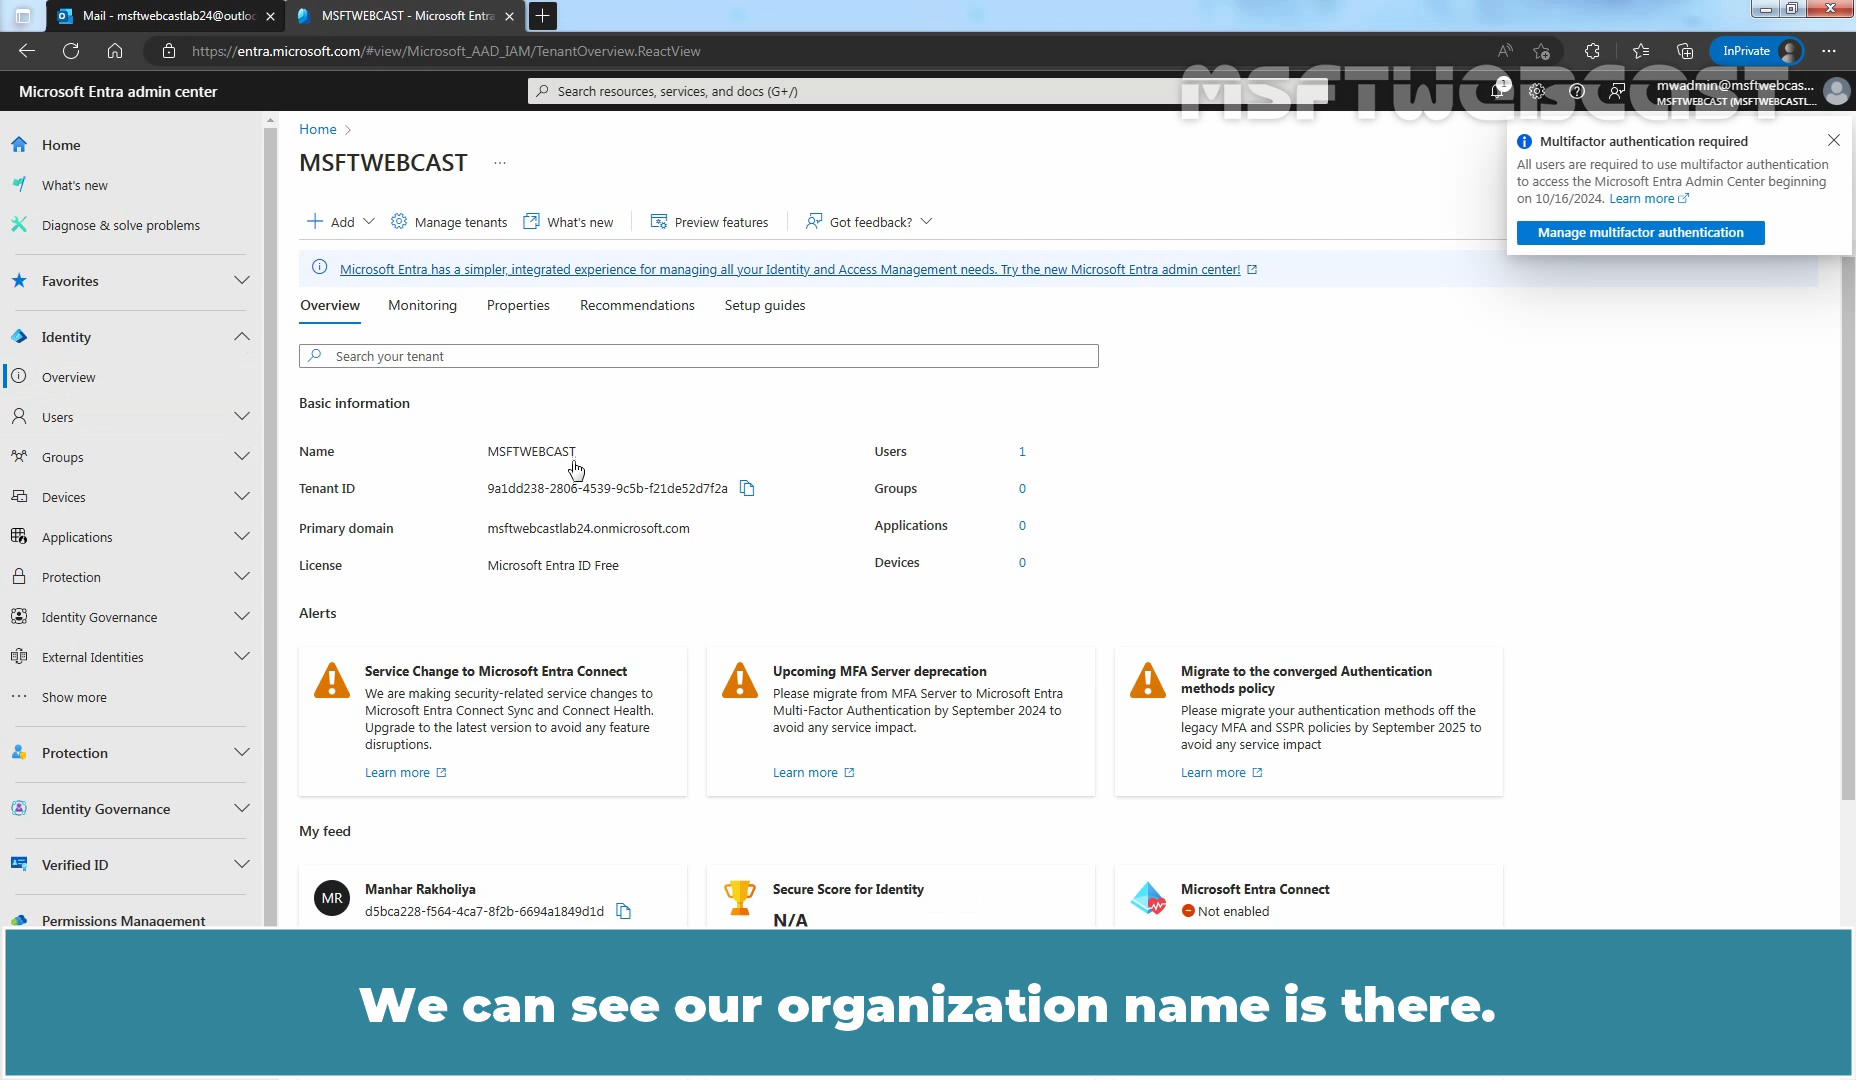 Mail - msftwebcastlab24@outloo
MSFTWEBCAST - Microsoft Entra
https://entra.microsoft.com/#view/Microsoft_AAD_IAM/TenantOverview.ReactView
InPrivate
MSFTWEBCAST
Microsoft Entra admin center
Search resources, services, and docs (G+/)
1
mwadmin@msftwebcas...
MSFTWEBCAST (MSFTWEBCASTL...
Home
What's new
Diagnose & solve problems
Favorites
Identity
Overview
Users
Groups
Devices
Applications
Protection
Identity Governance
External Identities
Show more
Protection
Identity Governance
Verified ID
Permissions Management
Home
MSFTWEBCAST
Add
Manage tenants
What's new
Preview features
Got feedback?
Multifactor authentication required
All users are required to use multifactor authentication
to access the Microsoft Entra Admin Center beginning
on 10/16/2024. Learn more
Manage multifactor authentication
Microsoft Entra has a simpler, integrated experience for managing all your Identity and Access Management needs. Try the new Microsoft Entra admin center!
Overview Monitoring Properties Recommendations Setup guides
Search your tenant
Basic information
Name MSFTWEBCAST Users 1
Tenant ID 9a1dd238-2806-4539-9c5b-f21de52d7f2a Groups 0
Primary domain msftwebcastlab24.onmicrosoft.com Applications 0
License Microsoft Entra ID Free Devices 0
Alerts
Service Change to Microsoft Entra Connect
We are making security-related service changes to
Microsoft Entra Connect Sync and Connect Health.
Upgrade to the latest version to avoid any feature
disruptions.
Learn more
Upcoming MFA Server deprecation
Please migrate from MFA Server to Microsoft Entra
Multi-Factor Authentication by September 2024 to
avoid any service impact.
Learn more
Migrate to the converged Authentication
methods policy
Please migrate your authentication methods off the
legacy MFA and SSPR policies by September 2025 to
avoid any service impact
Learn more
My feed
MR
Manhar Rakholiya
d5bca228-f564-4ca7-8f2b-6694a1849d1d
Secure Score for Identity
N/A
Microsoft Entra Connect
Not enabled
We can see our organization name is there.